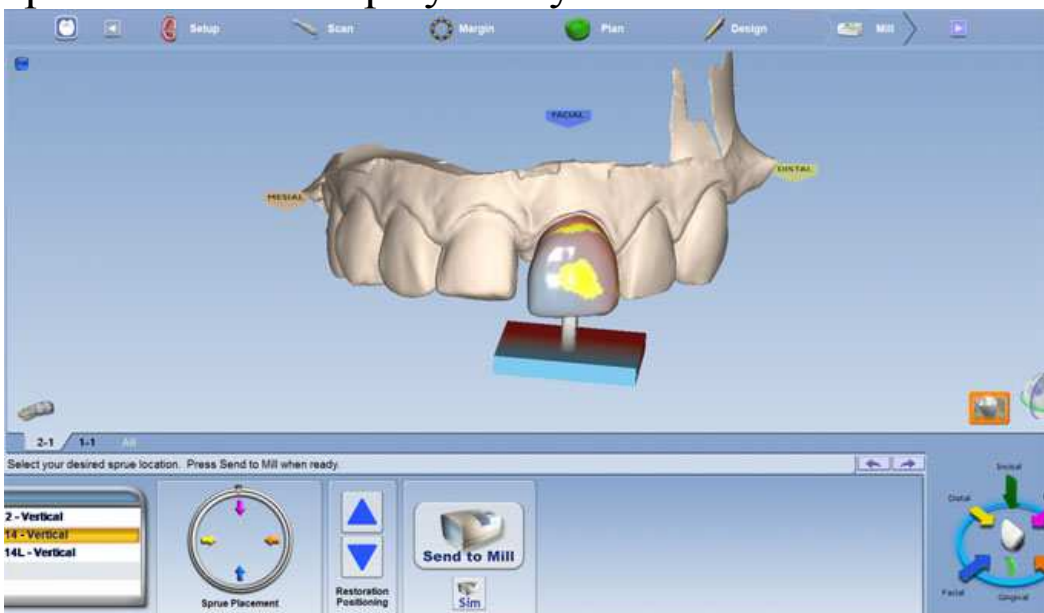 Setup
Scan
Margin
Plan
Design
Mill
FACIAL
MESIAL
DISTAL
2-1
1-1
All
Select your desired sprue location. Press Send to Mill when ready.
2 - Vertical
14 - Vertical
14L - Vertical
Sprue Placement
Restoration
Positioning
Send to Mill
Sim
Incisal
Distal
Facial
Gingival